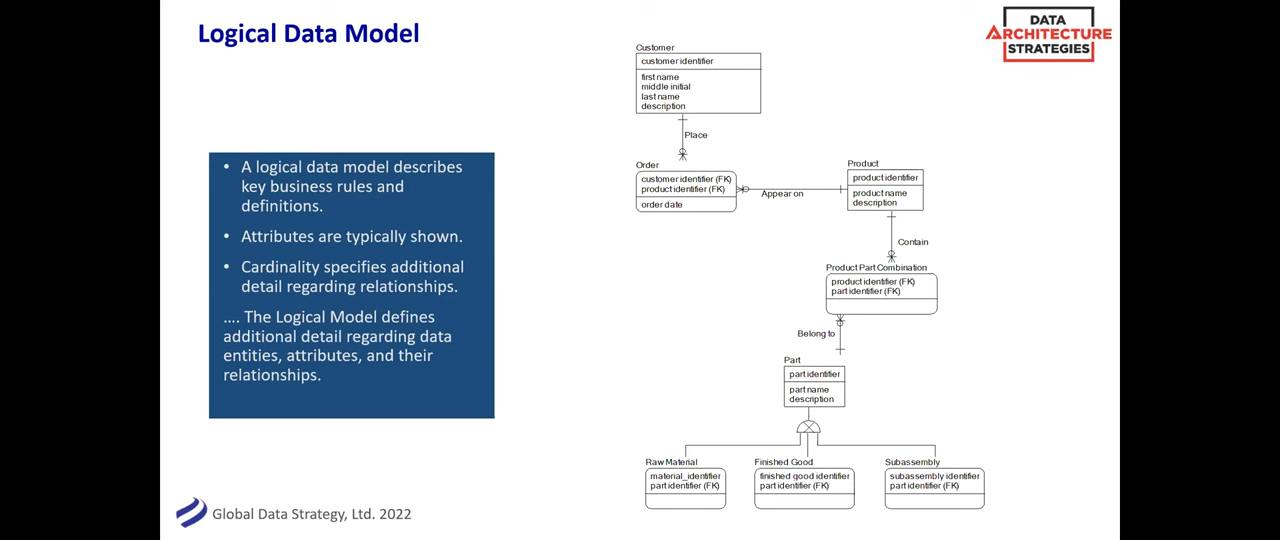 Logical Data Model
DATA
ARCHITECTURE
STRATEGIES
• A logical data model describes
key business rules and
definitions.
• Attributes are typically shown.
• Cardinality specifies additional
detail regarding relationships.
.... The Logical Model defines
additional detail regarding data
entities, attributes, and their
relationships.
Customer
customer identifier
first name
middle initial
last name
description
Place
Order
customer identifier (FK)
product identifier (FK)
order date
Appear on
Product
product identifier
product name
description
Contain
Product Part Combination
product identifier (FK)
part identifier (FK)
Belong to
Part
part identifier
part name
description
Raw Material
material_identifier
part identifier (FK)
Finished Good
finished good identifier
part identifier (FK)
Subassembly
subassembly identifier
part identifier (FK)
Global Data Strategy, Ltd. 2022